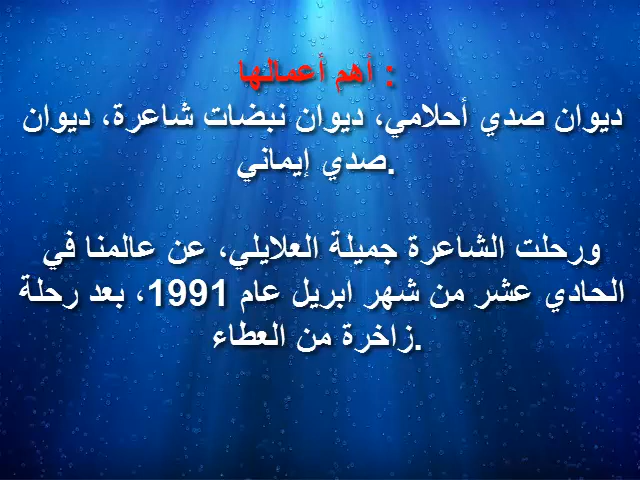 أهم أعمالها :
ديوان صدي أحلامي، ديوان نبضات شاعرة، ديوان
صدي إيماني.
ورحلت الشاعرة جميلة العلايلي، عن عالمنا في
الحادي عشر من شهر ابريل عام 1991، بعد رحلة
زاخرة من العطاء.